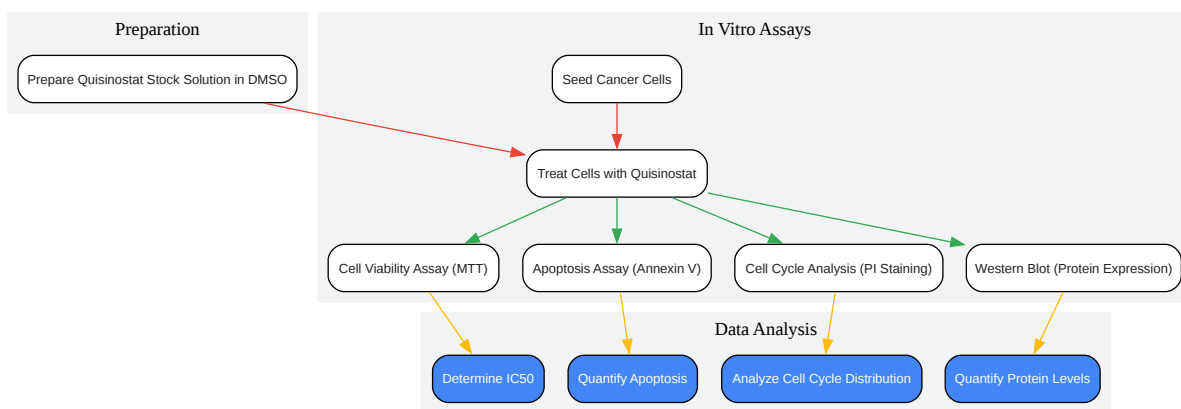 Preparation
In Vitro Assays
Prepare Quisinostat Stock Solution in DMSO
Seed Cancer Cells
Treat Cells with Quisinostat
Cell Viability Assay (MTT)
Apoptosis Assay (Annexin V)
Cell Cycle Analysis (PI Staining)
Western Blot (Protein Expression)
Data Analysis
Determine IC50
Quantify Apoptosis
Analyze Cell Cycle Distribution
Quantify Protein Levels